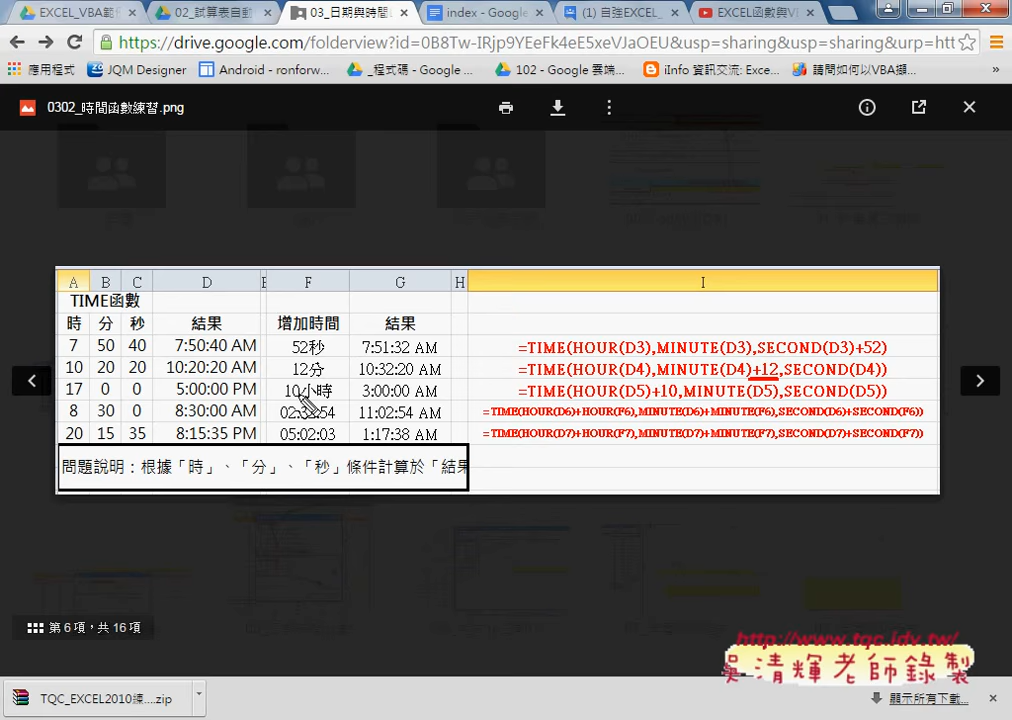 EXCEL_VBA範例
02_試算表自動
03_日期與時間
index - Google
(1) 自強EXCEL_
EXCEL函數與V
https://drive.google.com/folderview?id=0B8Tw-IRjp9YEeFk4eE5xeVJaOEU&usp=sharing&usp=sharing&urp=htt
應用程式
JQM Designer
Android - ronforw...
_程式碼 - Google ...
102 - Google 雲端...
iInfo 資訊交流: Exce...
請問如何以VBA擷...
»
0302_時間函數練習.png
A B C D E F G H I
TIME函數
時 分 秒 結果 增加時間 結果
7 50 40 7:50:40 AM 52秒 7:51:32 AM =TIME(HOUR(D3),MINUTE(D3),SECOND(D3)+52)
10 20 20 10:20:20 AM 12分 10:32:20 AM =TIME(HOUR(D4),MINUTE(D4)+12,SECOND(D4))
17 0 0 5:00:00 PM 10小時 3:00:00 AM =TIME(HOUR(D5)+10,MINUTE(D5),SECOND(D5))
8 30 0 8:30:00 AM 11:02:54 AM =TIME(HOUR(D6)+HOUR(F6),MINUTE(D6)+MINUTE(F6),SECOND(D6)+SECOND(F6))
20 15 35 8:15:35 PM 05:02:03 1:17:38 AM =TIME(HOUR(D7)+HOUR(F7),MINUTE(D7)+MINUTE(F7),SECOND(D7)+SECOND(F7))
問題說明：根據「時」、「分」、「秒」條件計算於「結果
第 6 項，共 16 項
http://www.tqc.idv.tw/
吳清輝老師錄製
TQC_EXCEL2010練....zip
顯示所有下載...